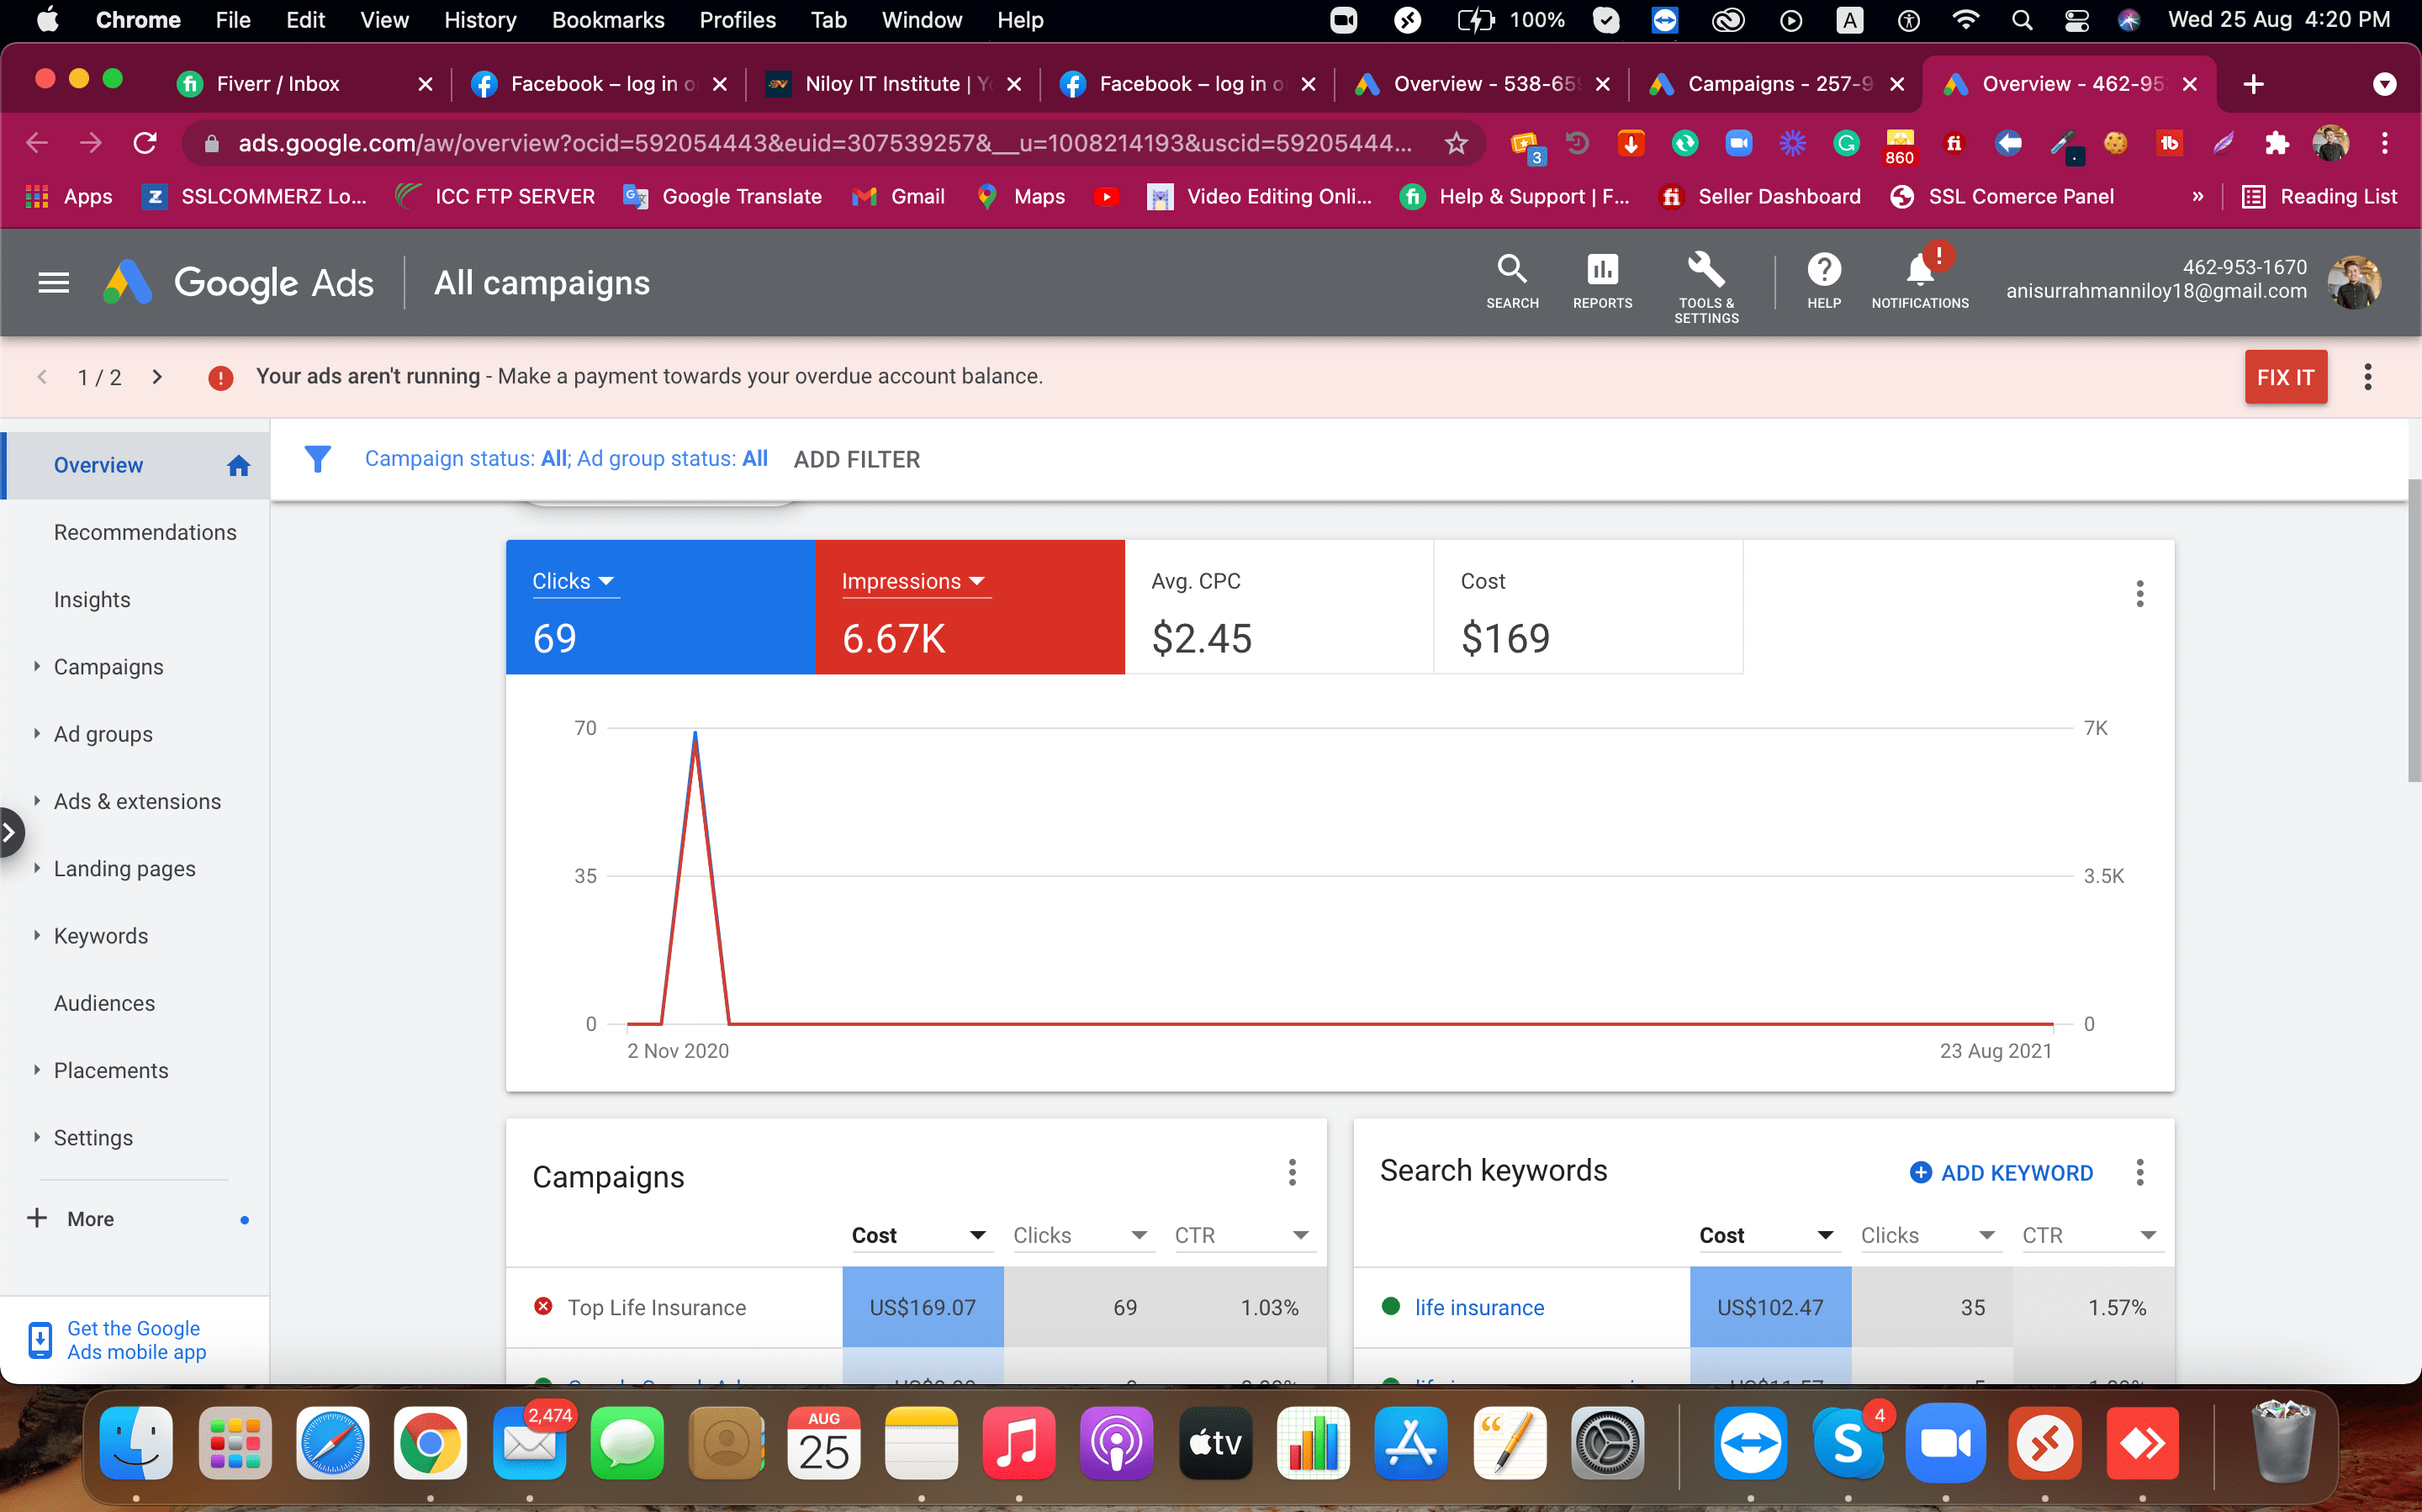 Chrome File Edit View History Bookmarks Profiles Tab Window Help 100% A Wed 25 Aug 4:20 PM
Fiverr / Inbox Facebook – log in o Niloy IT Institute | Yo Facebook – log in o Overview - 538-65 Campaigns - 257-9 Overview - 462-95
ads.google.com/aw/overview?ocid=592054443&euid=307539257&__u=1008214193&uscid=59205444... 3 860
Apps SSLCOMMERZ Lo... ICC FTP SERVER Google Translate Gmail Maps Video Editing Onli... Help & Support | F... Seller Dashboard SSL Comerce Panel » Reading List
Google Ads All campaigns
SEARCH REPORTS TOOLS & SETTINGS HELP NOTIFICATIONS
462-953-1670
anisurrahmanniloy18@gmail.com
1 / 2 Your ads aren't running - Make a payment towards your overdue account balance. FIX IT
Overview
Recommendations
Insights
Campaigns
Ad groups
Ads & extensions
Landing pages
Keywords
Audiences
Placements
Settings
More
Get the Google
Ads mobile app
Campaign status: All; Ad group status: All ADD FILTER
Clicks Impressions Avg. CPC Cost
69 6.67K $2.45 $169
70 7K
35 3.5K
0 0
2 Nov 2020 23 Aug 2021
Campaigns
Cost Clicks CTR
Top Life Insurance US$169.07 69 1.03%
Search keywords ADD KEYWORD
Cost Clicks CTR
life insurance US$102.47 35 1.57%
2,474 AUG 25 tv 4